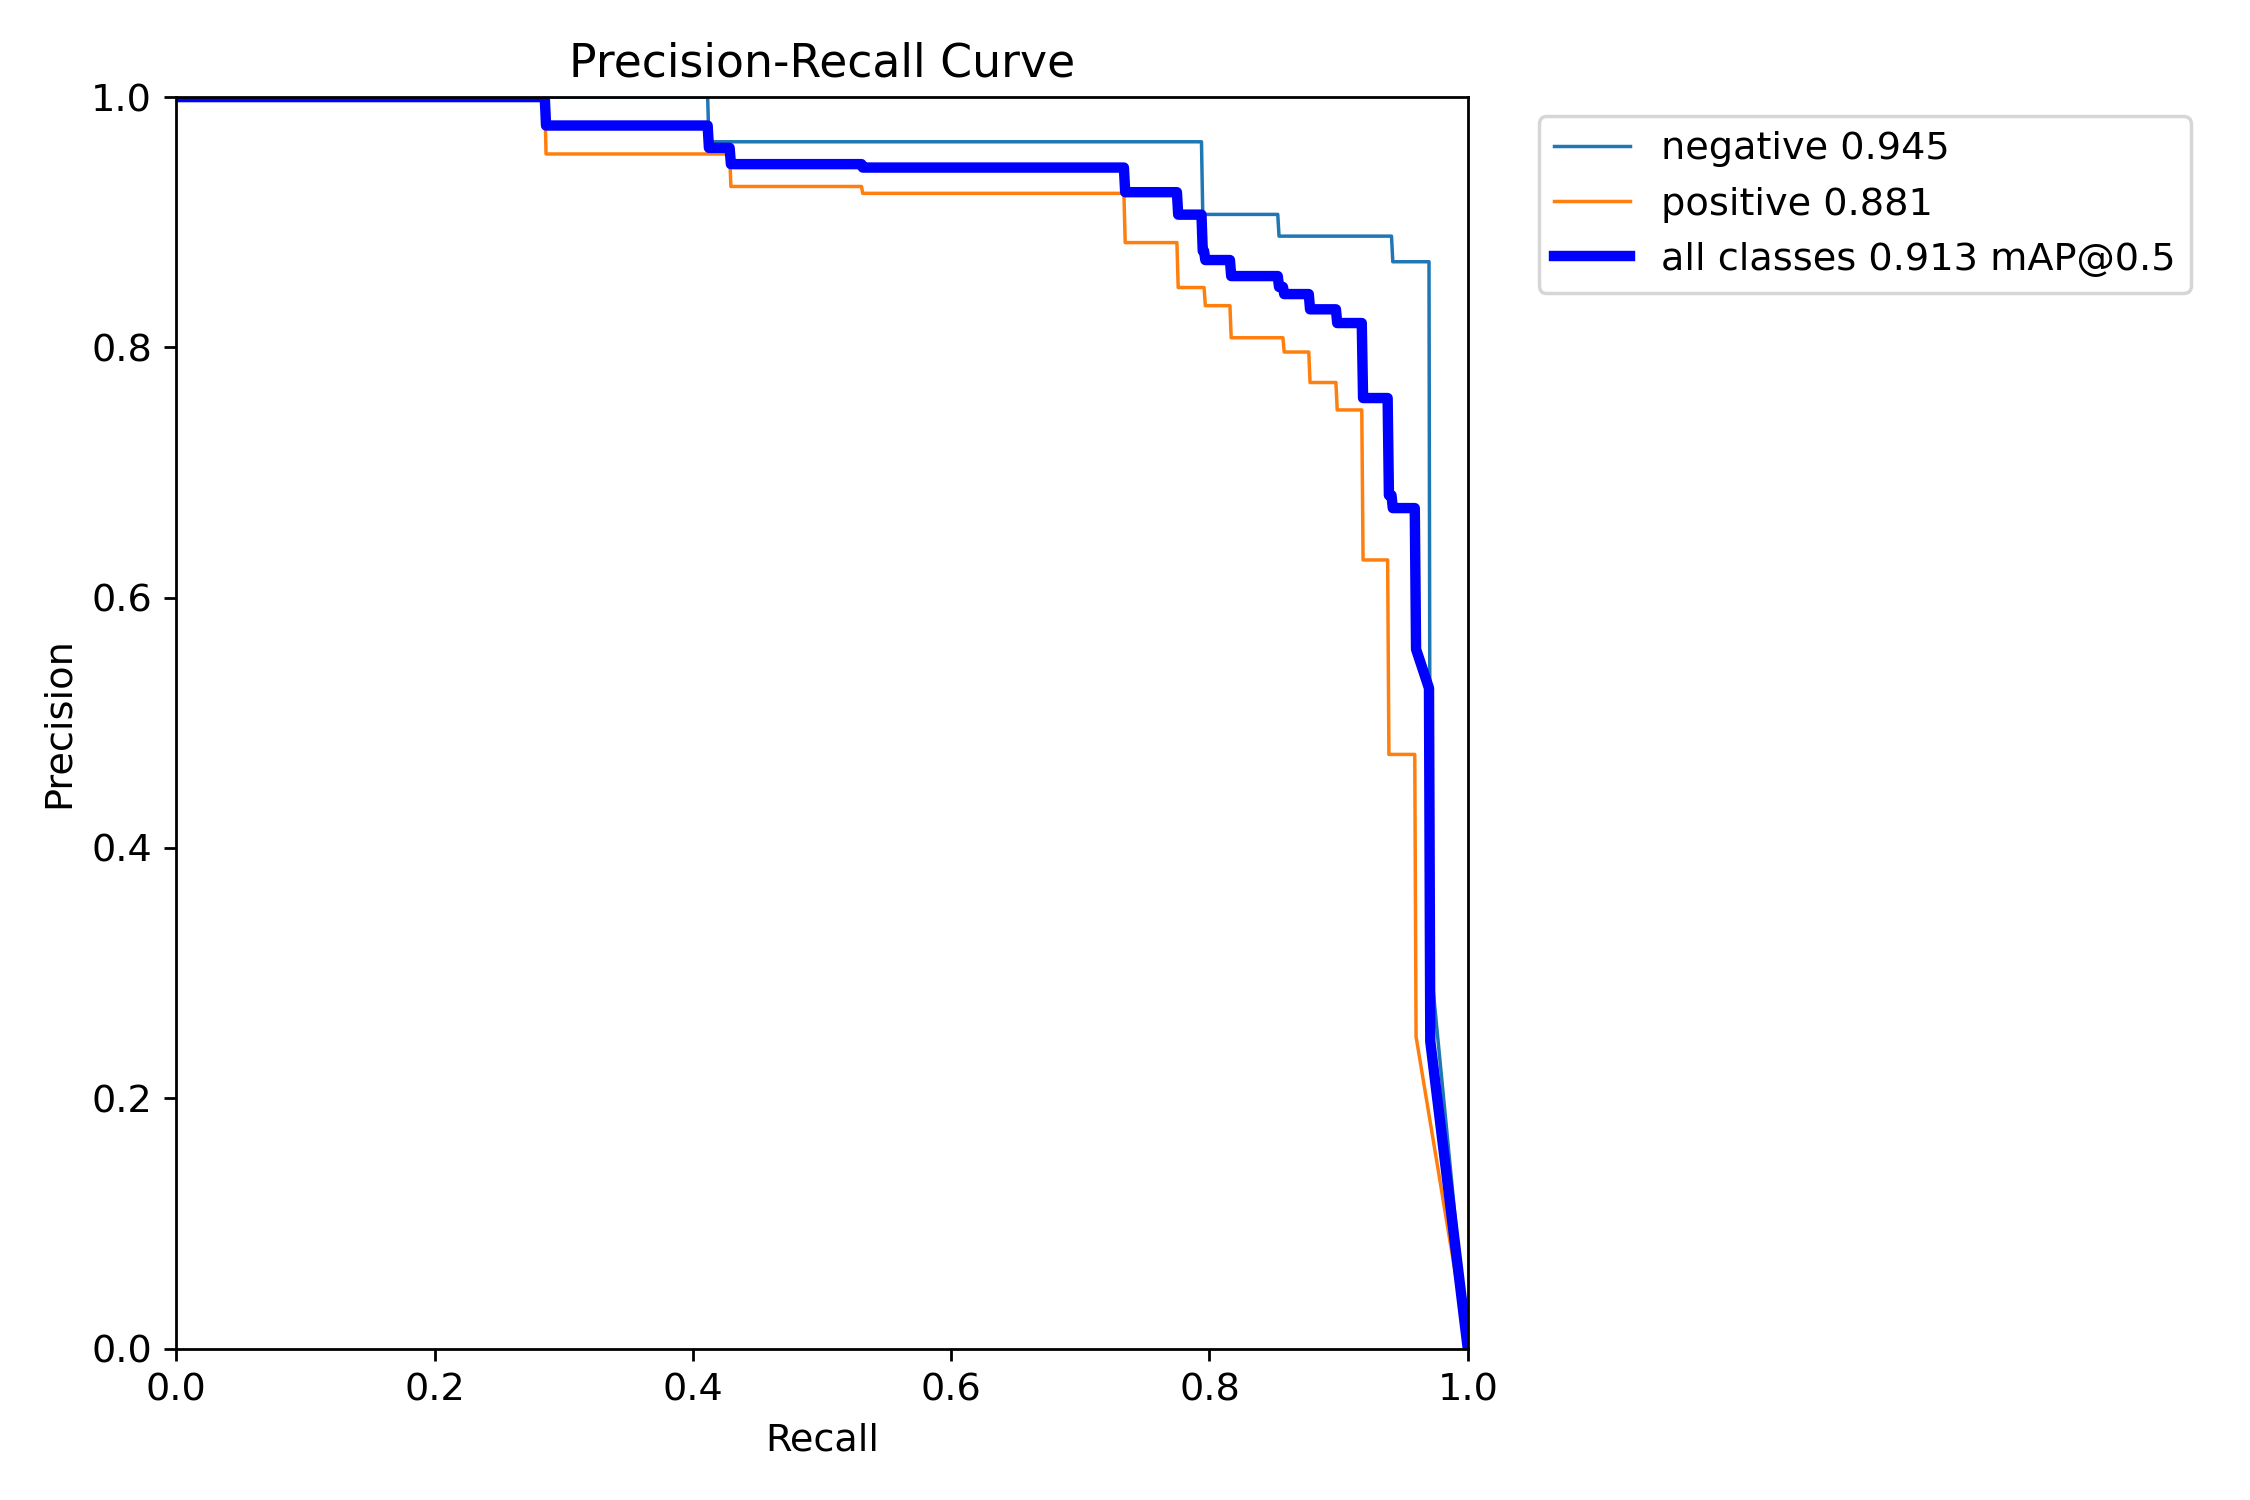 Precision-Recall Curve
1.0
0.8
0.6
0.4
0.2
0.0
Precision
0.0 0.2 0.4 0.6 0.8 1.0
Recall
negative 0.945
positive 0.881
all classes 0.913 mAP@0.5